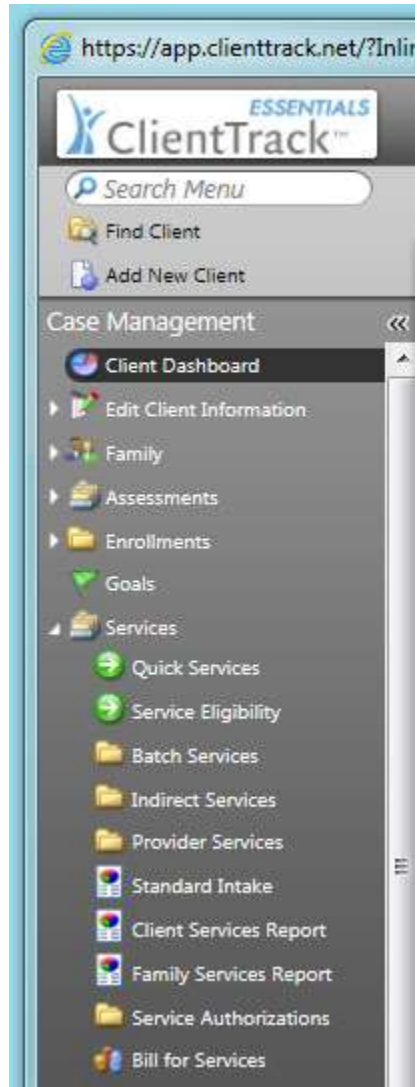 https://app.clienttrack.net/?Inlin
ESSENTIALS
ClientTrack™
Search Menu
Find Client
Add New Client
Case Management
Client Dashboard
Edit Client Information
Family
Assessments
Enrollments
Goals
Services
Quick Services
Service Eligibility
Batch Services
Indirect Services
Provider Services
Standard Intake
Client Services Report
Family Services Report
Service Authorizations
Bill for Services